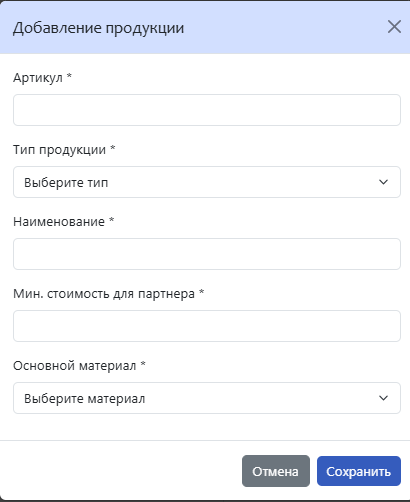 Добавление продукции
Артикул *
Тип продукции *
Выберите тип
Наименование *
Мин. стоимость для партнера *
Основной материал *
Выберите материал
Отмена Сохранить